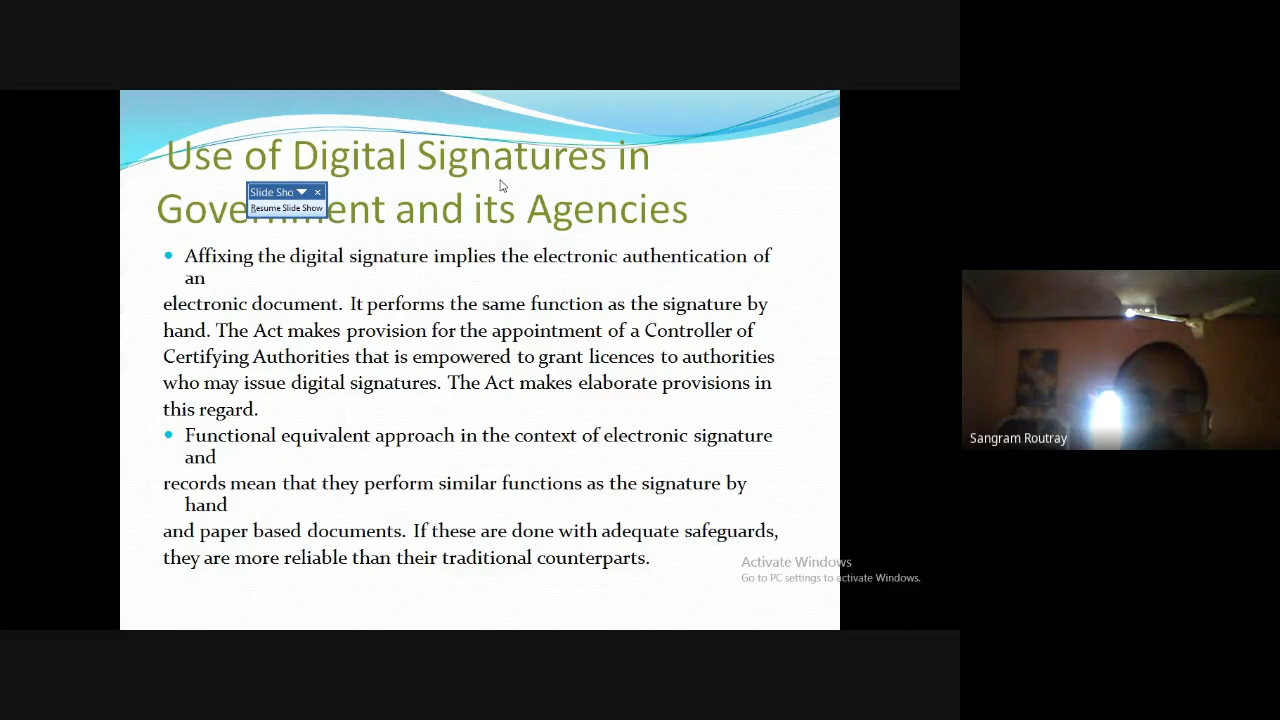 Use of Digital Signatures in
Slide Sho
Resume Slide Show
Government and its Agencies
Affixing the digital signature implies the electronic authentication of
an
electronic document. It performs the same function as the signature by
hand. The Act makes provision for the appointment of a Controller of
Certifying Authorities that is empowered to grant licences to authorities
who may issue digital signatures. The Act makes elaborate provisions in
this regard.
Functional equivalent approach in the context of electronic signature
and
records mean that they perform similar functions as the signature by
hand
and paper based documents. If these are done with adequate safeguards,
they are more reliable than their traditional counterparts.
Activate Windows
Go to PC settings to activate Windows.
Sangram Routray